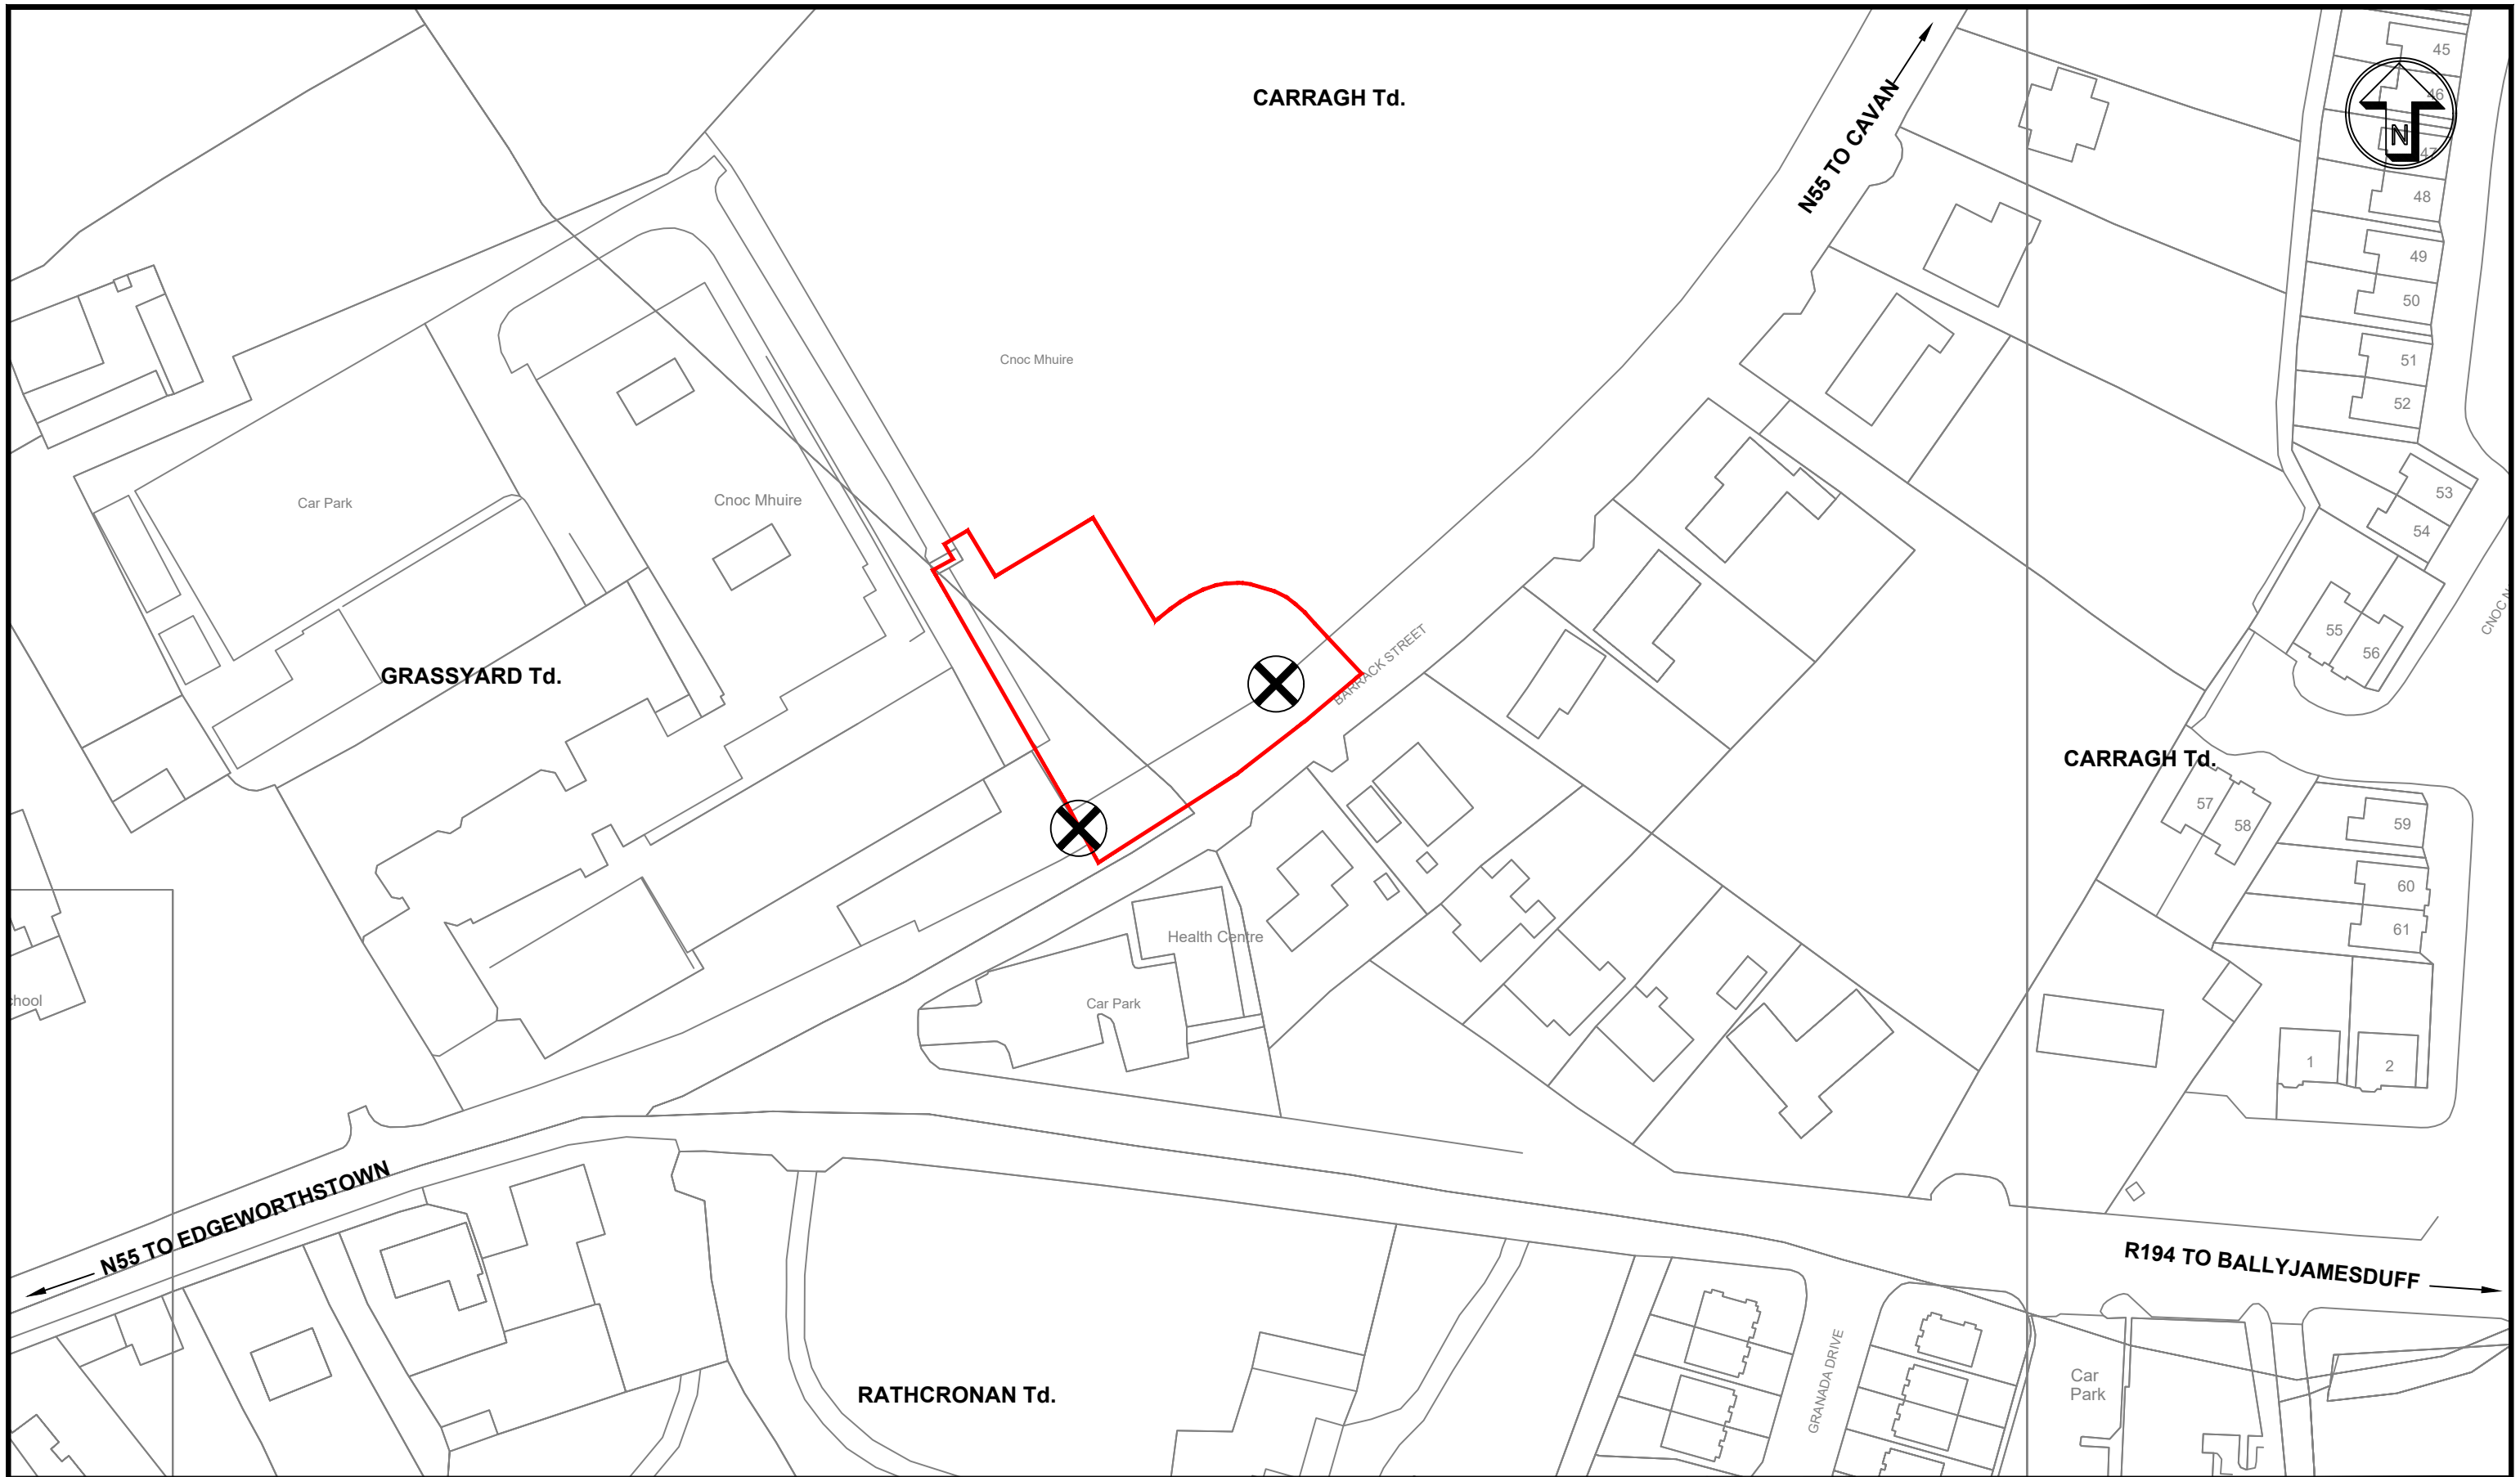 CARRAGH Td.
N55 TO CAVAN
45
46
N
47
48
49
50
51
52
53
54
55
56
Cnoc Mhuire
Cnoc Mhuire
Car Park
GRASSYARD Td.
BARRACK STREET
CARRAGH Td.
57
58
59
60
61
1
2
Health Centre
Car Park
N55 TO EDGEWORTHSTOWN
R194 TO BALLYJAMESDUFF
RATHCRONAN Td.
GRANADA DRIVE
Car
Park